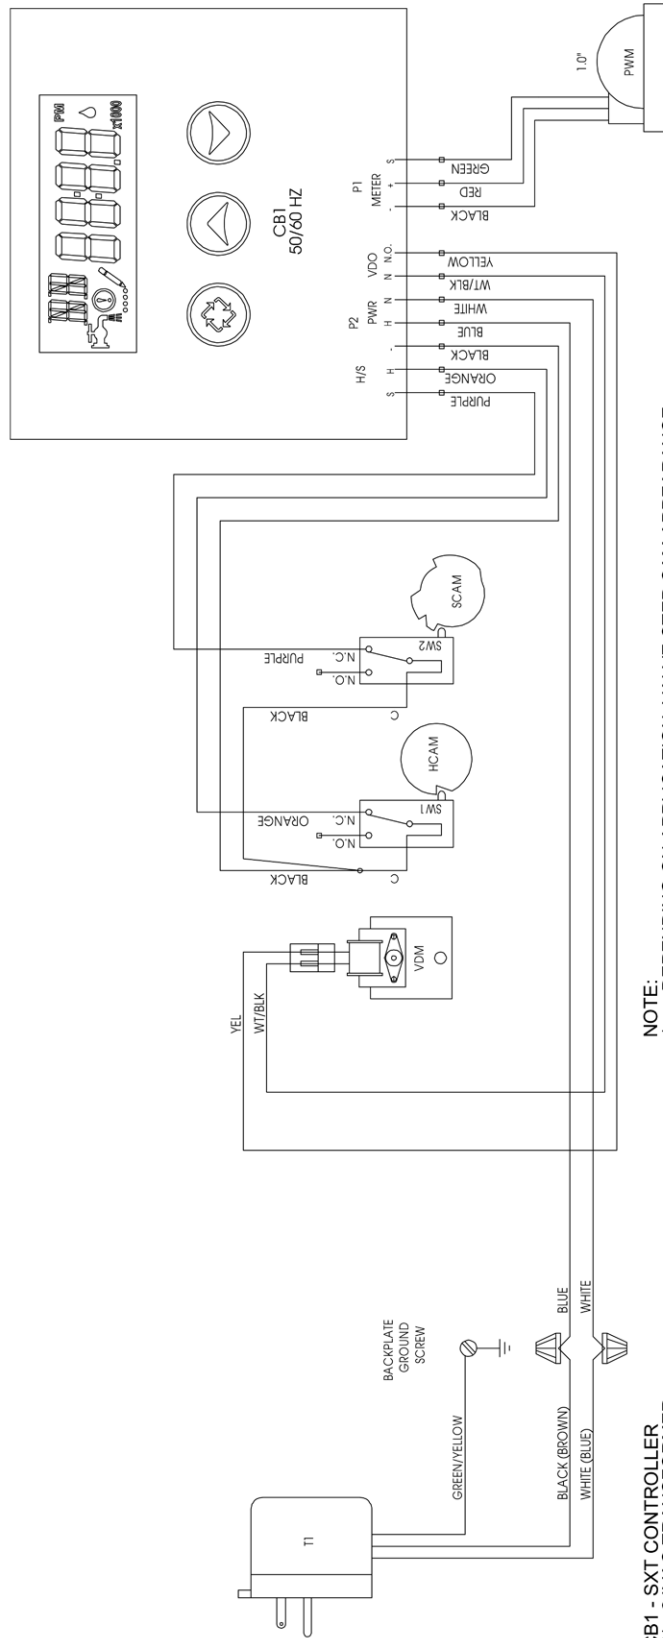 PM
x1000
CB1
50/60 HZ
P1
METER
- + S
BLACK
RED
GREEN
P2
H/S
PWR
VDO
S H - H N N N.O.
PURPLE
ORANGE
BLACK
BLUE
WHITE
WT/BLK
YELLOW
1.0"
PWM
SCAM
SW2
PURPLE
N.C.
N.O.
BLACK
C
HCAM
SW1
ORANGE
N.C.
N.O.
BLACK
C
YEL
WT/BLK
VDM
BACKPLATE
GROUND
SCREW
T1
GREEN/YELLOW
BLACK (BROWN)
WHITE (BLUE)
BLUE
WHITE
CB1 - SXT CONTROLLER
NOTE: